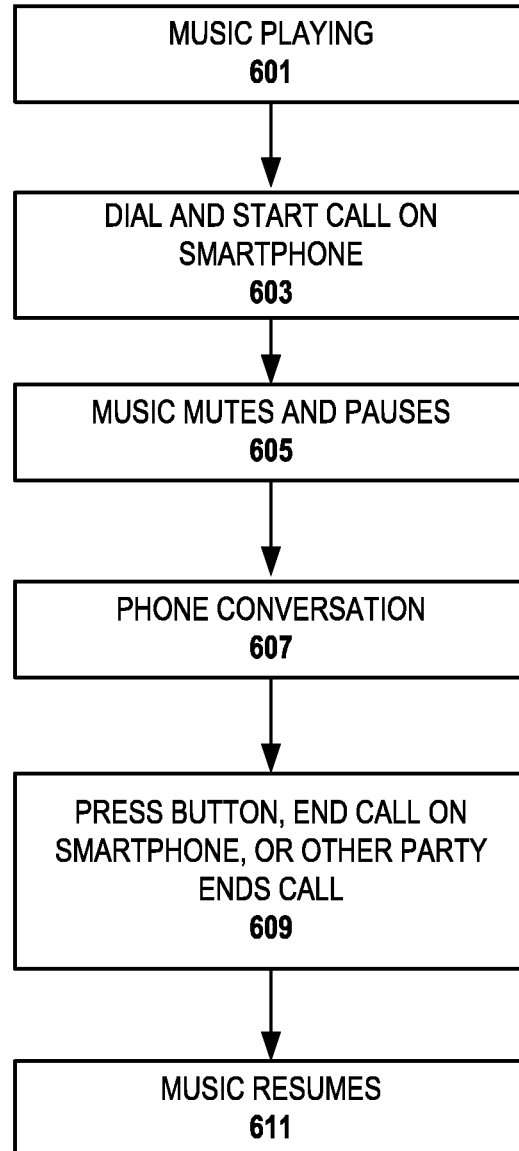 MUSIC PLAYING
601
DIAL AND START CALL ON
SMARTPHONE
603
MUSIC MUTES AND PAUSES
605
PHONE CONVERSATION
607
PRESS BUTTON, END CALL ON
SMARTPHONE, OR OTHER PARTY
ENDS CALL
609
MUSIC RESUMES
611